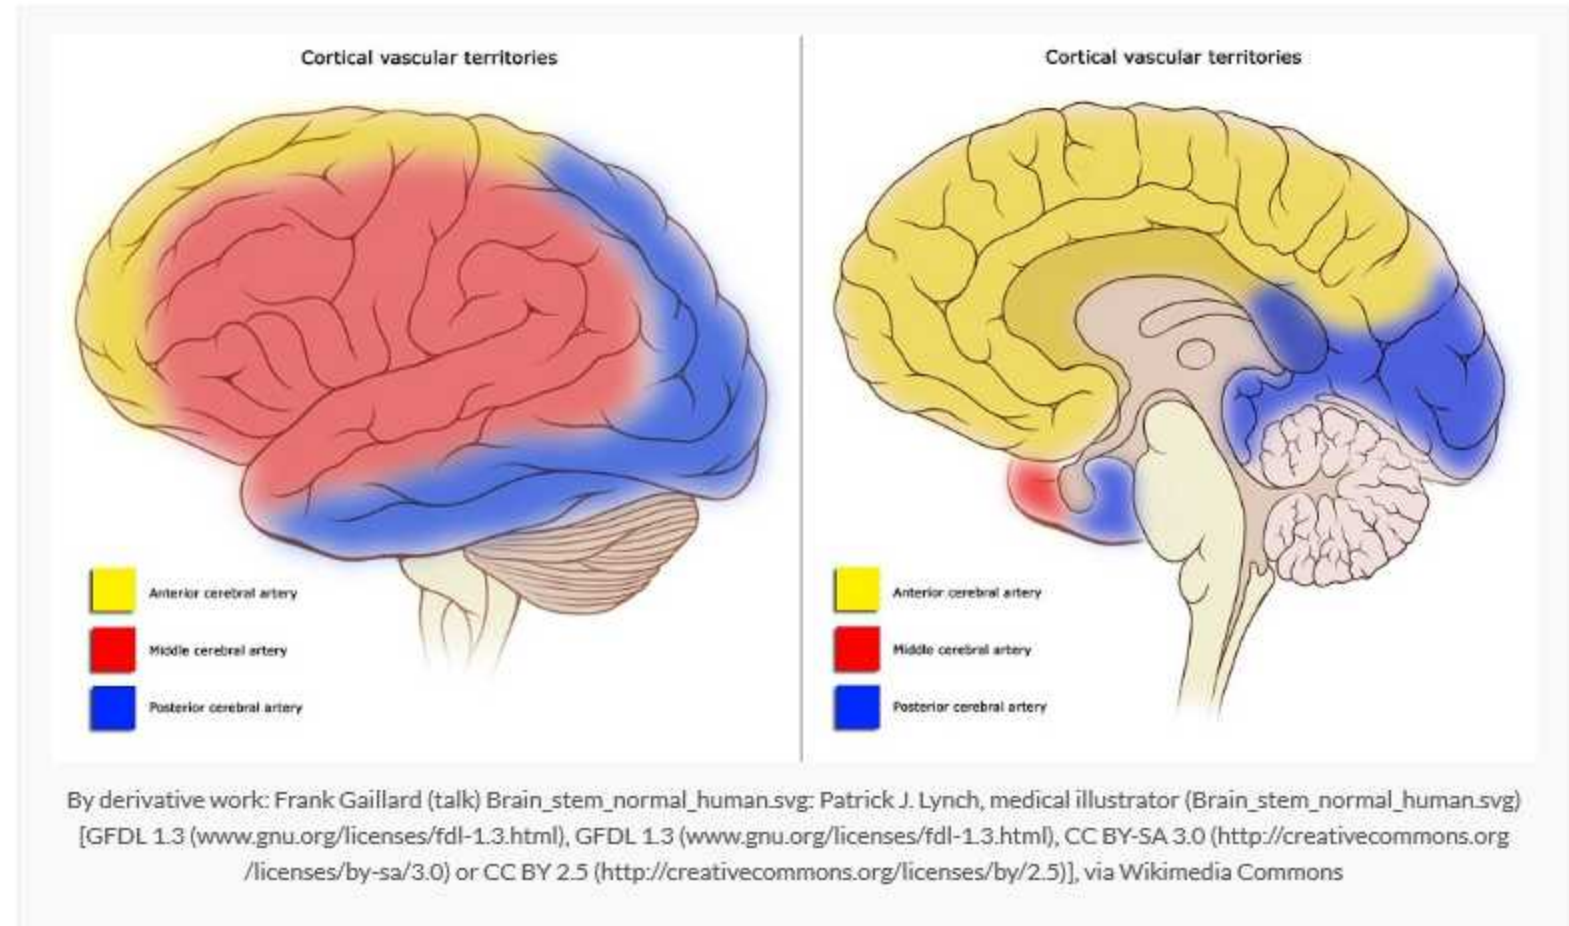 Cortical vascular territories
Anterior cerebral artery
Middle cerebral artery
Posterior cerebral artery
Cortical vascular territories
Anterior cerebral artery
Middle cerebral artery
Posterior cerebral artery
By derivative work: Frank Gaillard (talk) Brain_stem_normal_human.svg: Patrick J. Lynch, medical illustrator (Brain_stem_normal_human.svg)
[GFDL 1.3 (www.gnu.org/licenses/fdl-1.3.html), GFDL 1.3 (www.gnu.org/licenses/fdl-1.3.html), CC BY-SA 3.0 (http://creativecommons.org
/licenses/by-sa/3.0) or CC BY 2.5 (http://creativecommons.org/licenses/by/2.5)], via Wikimedia Commons